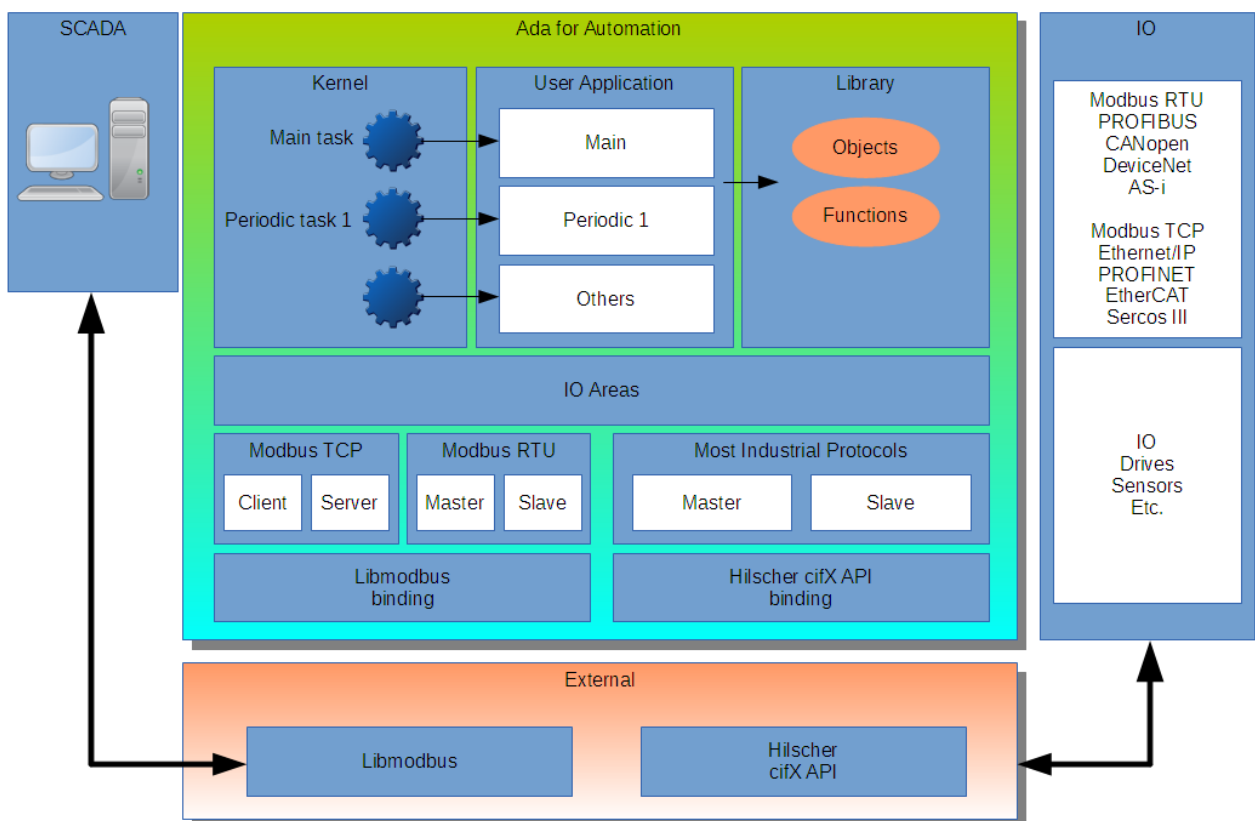 SCADA
Ada for Automation
IO
Kernel
User Application
Library
Main task
Main
Objects
Periodic task 1
Periodic 1
Functions
Others
Modbus RTU
PROFIBUS
CANopen
DeviceNet
AS-i
Modbus TCP
Ethernet/IP
PROFINET
EtherCAT
Sercos III
IO
Drives
Sensors
Etc.
IO Areas
Modbus TCP
Client
Server
Modbus RTU
Master
Slave
Most Industrial Protocols
Master
Slave
Libmodbus
binding
Hilscher cifX API
binding
External
Libmodbus
Hilscher
cifX API